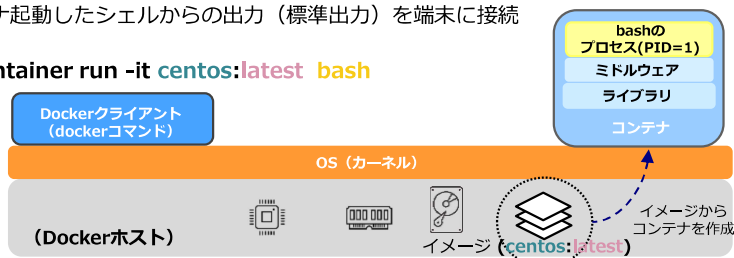 ナ起動したシェルからの出力（標準出力）を端末に接続
ntainer run -it centos:latest bash
bashの
プロセス(PID=1)
ミドルウェア
ライブラリ
コンテナ
Dockerクライアント
（dockerコマンド）
OS（カーネル）
（Dockerホスト）
イメージ (centos:latest)
イメージから
コンテナを作成